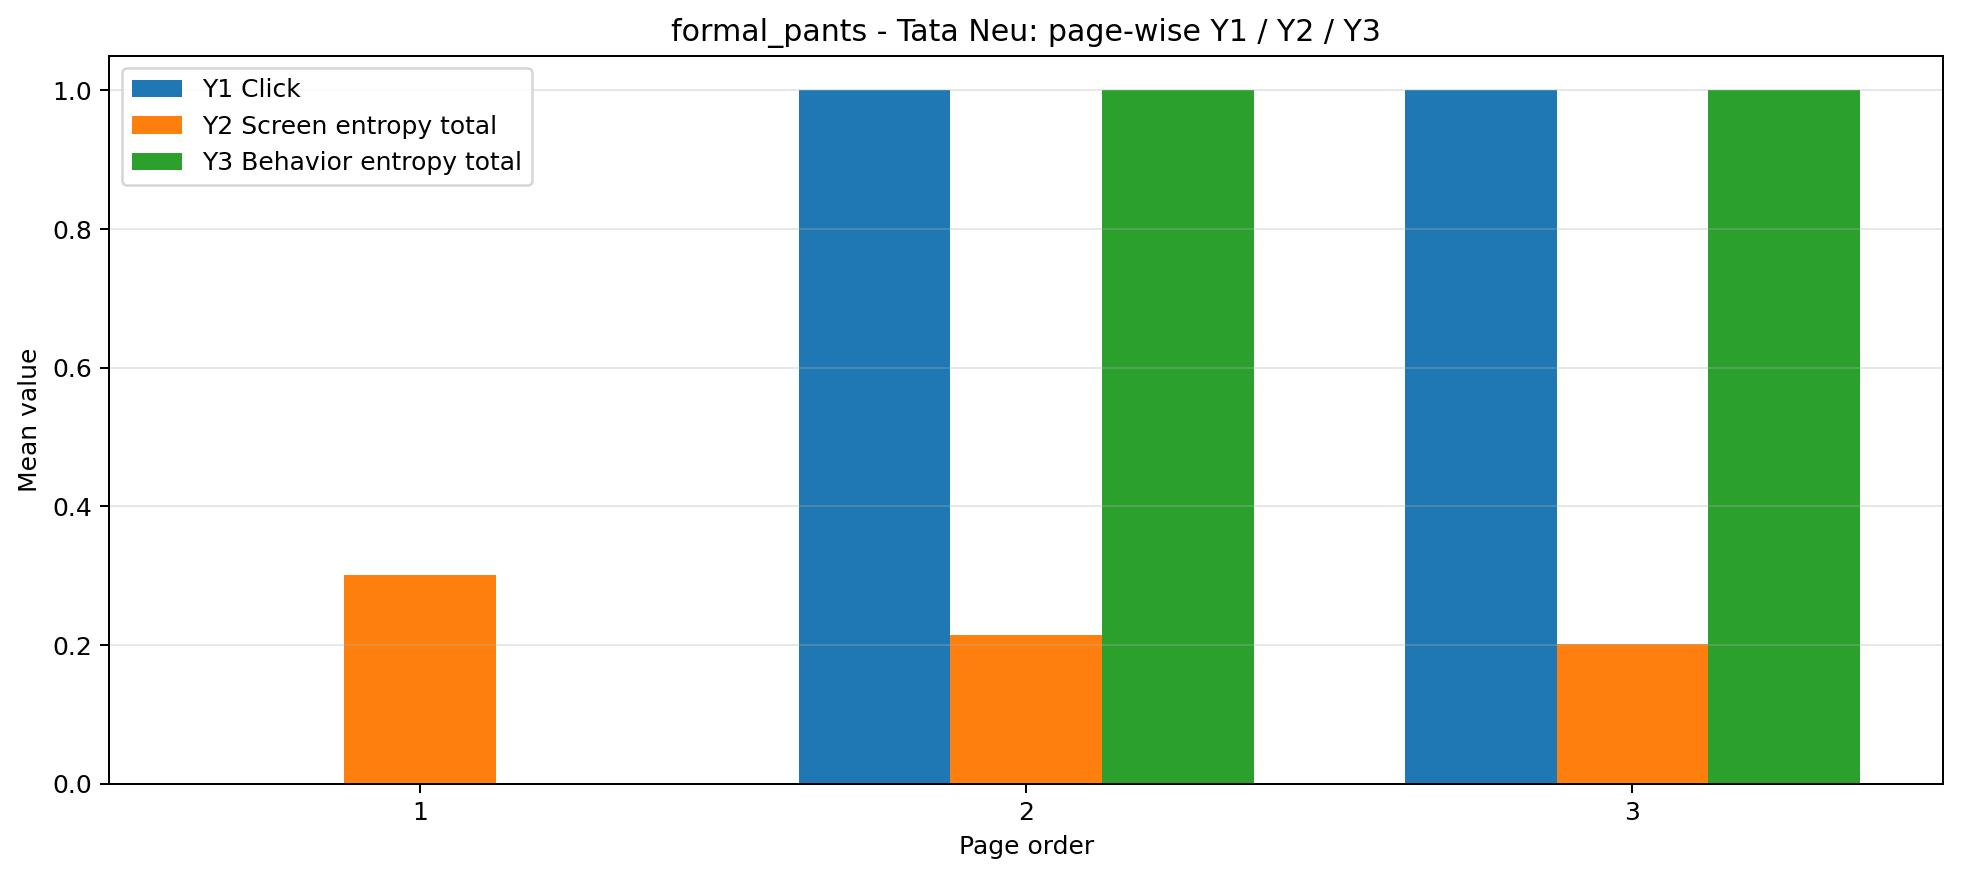 formal_pants - Tata Neu: page-wise Y1 / Y2 / Y3
Y1 Click
Y2 Screen entropy total
Y3 Behavior entropy total
Mean value
1.0
0.8
0.6
0.4
0.2
0.0
1 2 3
Page order